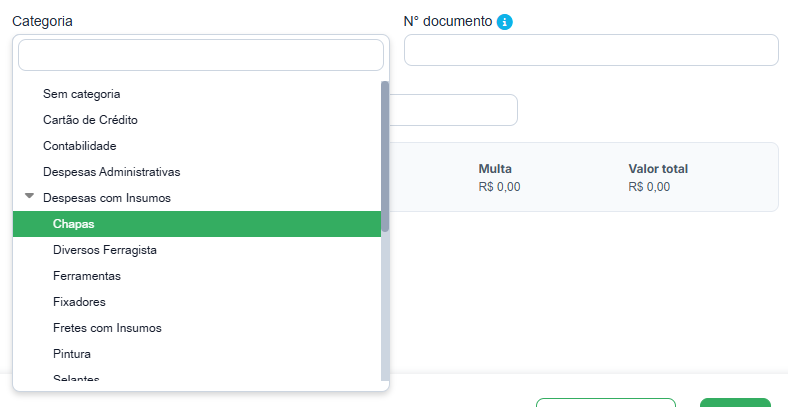 Categoria
N° documento
Sem categoria
Cartão de Crédito
Contabilidade
Despesas Administrativas
Multa
Valor total
R$ 0,00
R$ 0,00
Despesas com Insumos
Chapas
Diversos Ferragista
Ferramentas
Fixadores
Fretes com Insumos
Pintura
Selantes